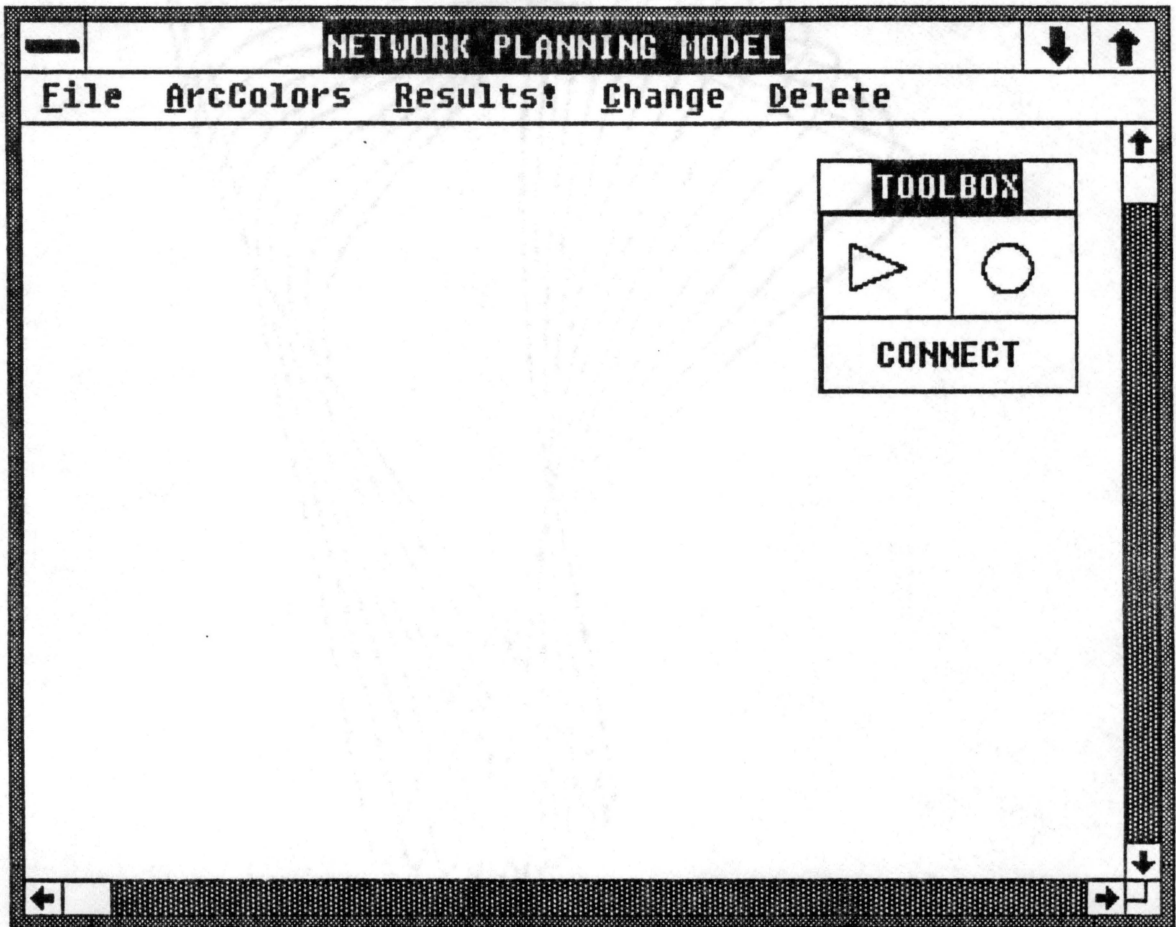 NETWORK PLANNING MODEL
File ArcColors Results! Change Delete
TOOLBOX
CONNECT